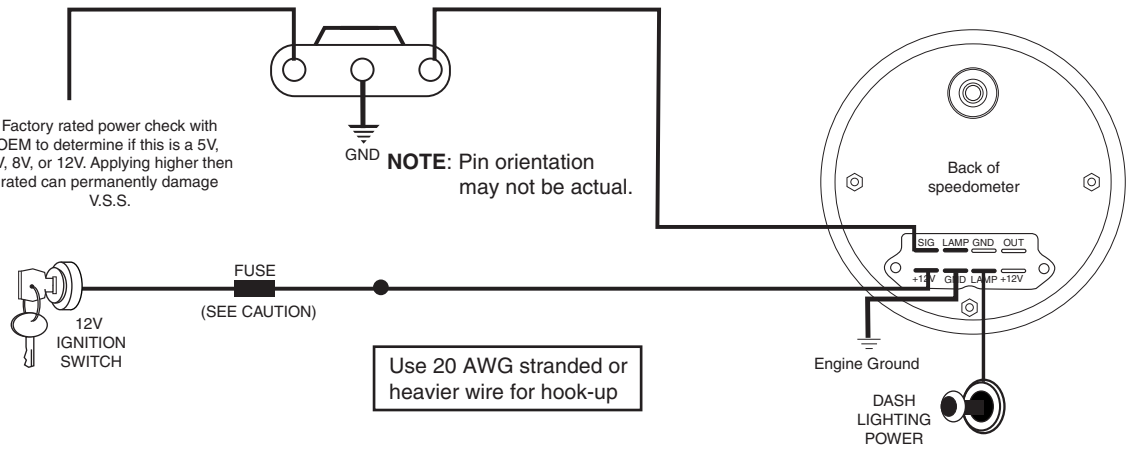 Factory rated power check with
OEM to determine if this is a 5V,
8V, or 12V. Applying higher then
rated can permanently damage
V.S.S.
GND
NOTE: Pin orientation
may not be actual.
Back of
speedometer
SIG LAMP GND OUT
+12V GND LAMP +12V
FUSE
(SEE CAUTION)
12V
IGNITION
SWITCH
Use 20 AWG stranded or
heavier wire for hook-up
Engine Ground
DASH
LIGHTING
POWER